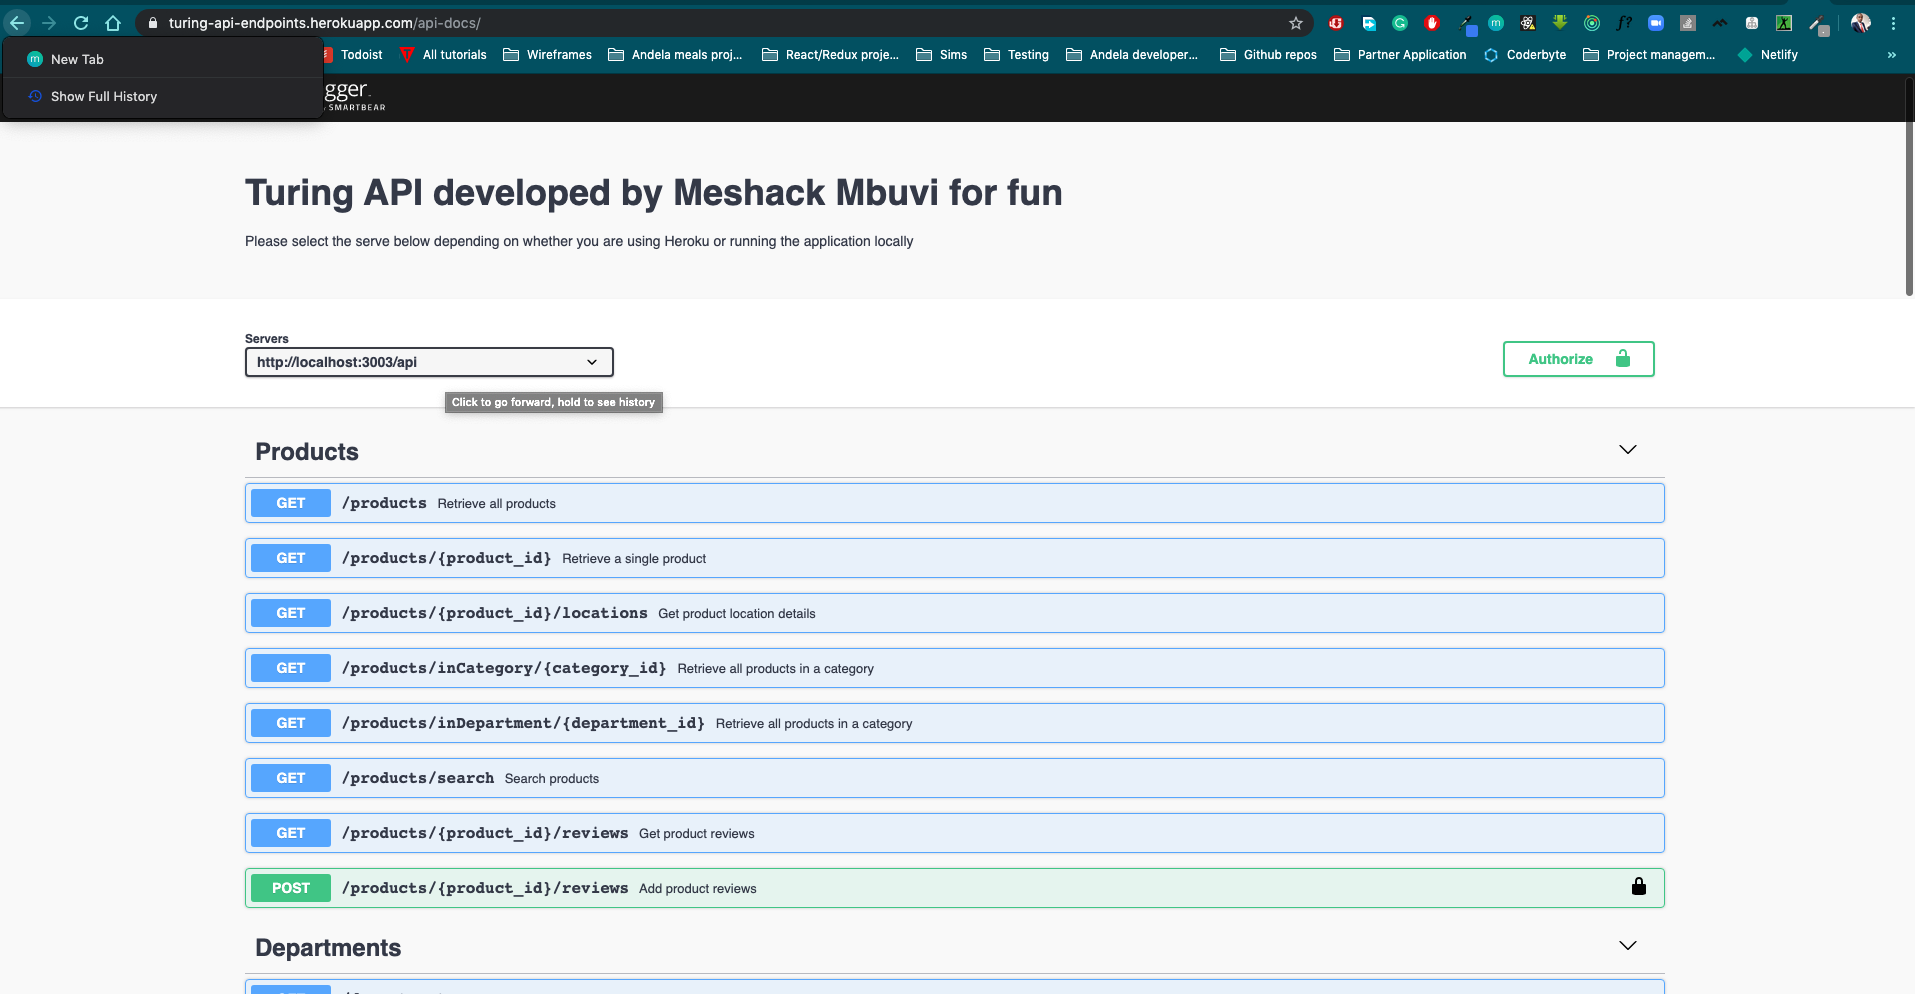 turing-api-endpoints.herokuapp.com/api-docs/
New Tab
Show Full History
Todoist
All tutorials
Wireframes
Andela meals proj...
React/Redux proje...
Sims
Testing
Andela developer...
Github repos
Partner Application
Coderbyte
Project managem...
Netlify
»
gger.
SMARTBEAR
Turing API developed by Meshack Mbuvi for fun
Please select the serve below depending on whether you are using Heroku or running the application locally
Servers
http://localhost:3003/api
Authorize
Click to go forward, hold to see history
Products
GET /products Retrieve all products
GET /products/{product_id} Retrieve a single product
GET /products/{product_id}/locations Get product location details
GET /products/inCategory/{category_id} Retrieve all products in a category
GET /products/inDepartment/{department_id} Retrieve all products in a category
GET /products/search Search products
GET /products/{product_id}/reviews Get product reviews
POST /products/{product_id}/reviews Add product reviews
Departments